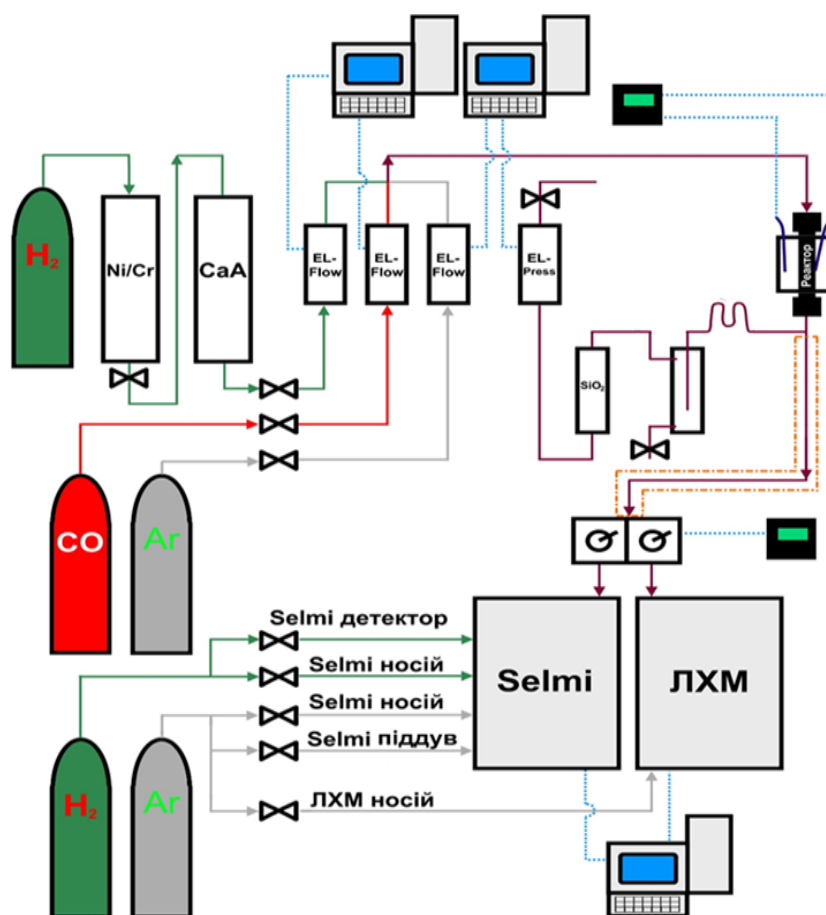 H2
Ni/Cr
CaA
EL-
Flow
EL-
Flow
EL-
Flow
EL-
Press
Реактор
SiO2
CO
Ar
Selmi детектор
Selmi носій
Selmi носій
Selmi піддув
ЛХМ носій
Selmi
ЛХМ
H2
Ar